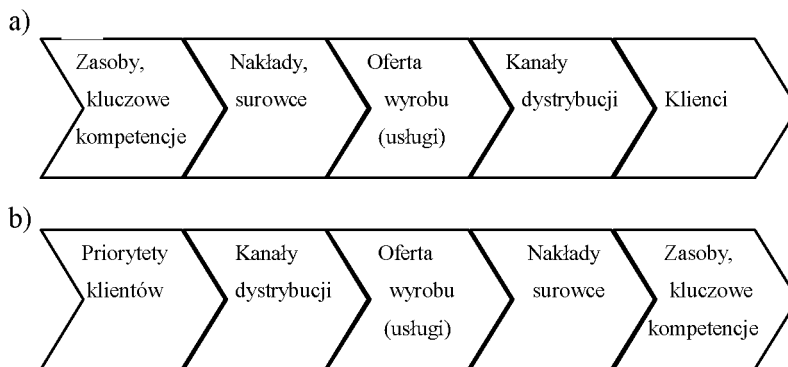 a)
Zasoby,
kluczowe
kompetencje
Nakłady,
surowce
Oferta
wyrobu
(usługi)
Kanały
dystrybucji
Klienci
b)
Priorytety
klientów
Kanały
dystrybucji
Oferta
wyrobu
(usługi)
Nakłady
surowce
Zasoby,
kluczowe
kompetencje